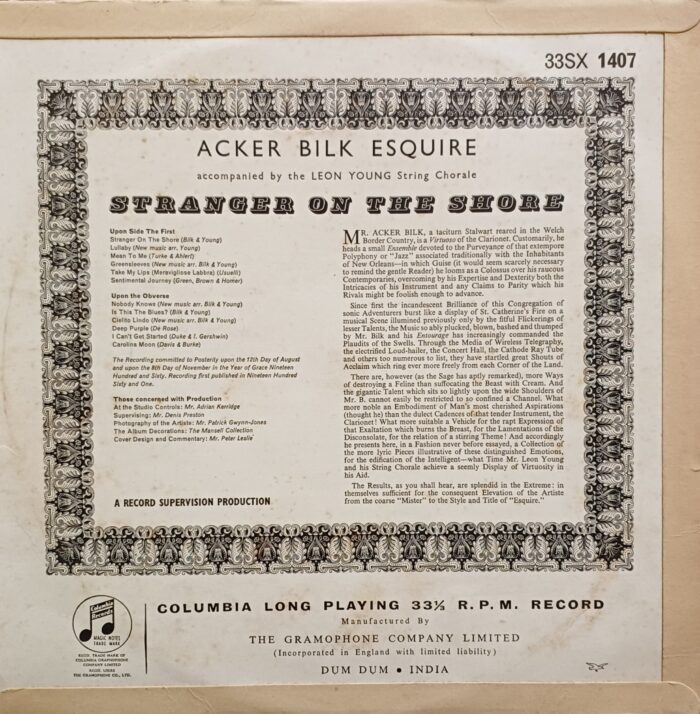 33SX 1407
ACKER BILK ESQUIRE
accompanied by the LEON YOUNG String Chorale
STRANGER ON THE SHORE
Upon Side The First
Stranger On The Shore (Bilk & Young)
Lullaby (New music arr. Young)
Mean To Me (Turke & Ahlert)
Greensleeves (New music arr. Bilk & Young)
Take My Lips (Meravigliose Labbra) (Usuelli)
Sentimental Journey (Green, Brown & Homer)
Upon the Obverse
Nobody Knows (New music arr. Bilk & Young)
Is This The Blues? (Bilk & Young)
Cielito Lindo (New music arr. Bilk & Young)
Deep Purple (De Rose)
I Can't Get Started (Duke & I. Gershwin)
Carolina Moon (Davis & Burke)
The Recording committed to Posterity upon the 12th Day of August
and upon the 8th Day of November in the Year of Grace Nineteen
Hundred and Sixty. Recording first published in Nineteen Hundred
Sixty and One.
Those concerned with Production
At the Studio Controls: Mr. Adrian Kerridge
Supervising: Mr. Denis Preston
Photography of the Artiste: Mr. Patrick Gwynn-Jones
The Album Decorations: The Mansell Collection
Cover Design and Commentary: Mr. Peter Leslie
A RECORD SUPERVISION PRODUCTION
MR. ACKER BILK, a taciturn Stalwart reared in the Welch
Border Country, is a Virtuoso of the Clarionet. Customarily, he
heads a small Ensemble devoted to the Purveyance of that extempore
Polyphony or "Jazz" associated traditionally with the Inhabitants
of New Orleans—in which Guise (it would seem scarcely necessary
to remind the gentle Reader) he looms as a Colossus over his raucous
Contemporaries, overcoming by his Expertise and Dexterity both the
Intricacies of his Instrument and any Claims to Parity which his
Rivals might be foolish enough to advance.
Since first the incandescent Brilliance of this Congregation of
sonic Adventurers burst like a display of St. Catherine's Fire on a
musical Scene illumined previously only by the fitful Flickerings of
lesser Talents, the Music so ably plucked, blown, bashed and thumped
by Mr. Bilk and his Entourage has increasingly commanded the
Plaudits of the Swells. Through the Media of Wireless Telegraphy,
the electrified Loud-hailer, the Concert Hall, the Cathode Ray Tube
and others too numerous to list, they have startled great Shouts of
Acclaim which ring ever more freely from each Corner of the Land.
There are, however (as the Sage has aptly remarked), more Ways
of destroying a Feline than suffocating the Beast with Cream. And
the gigantic Talent which sits so lightly upon the wide Shoulders of
Mr. B. cannot easily be restricted to so confined a Channel. What
more noble an Embodiment of Man's most cherished Aspirations
(thought he) than the dulcet Cadences of that tender Instrument, the
Clarionet! What more suitable a Vehicle for the rapt Expression of
that Exaltation which burns the Breast, for the Lamentations of the
Disconsolate, for the relation of a stirring Theme! And accordingly
he presents here, in a Fashion never before essayed, a Collection of
the more lyric Pieces illustrative of these distinguished Emotions,
for the edification of the Intelligent—what Time Mr. Leon Young
and his String Chorale achieve a seemly Display of Virtuosity in
his Aid.
The Results, as you shall hear, are splendid in the Extreme: in
themselves sufficient for the consequent Elevation of the Artiste
from the coarse "Mister" to the Style and Title of "Esquire."
Columbia
Records
MAGIC NOTES
TRADE MARK
REGD. TRADE MARK OF
COLUMBIA GRAPHOPHONE
COMPANY LIMITED
REGD. USERS
THE GRAMOPHONE CO., LTD.
COLUMBIA LONG PLAYING 33⅓ R.P.M. RECORD
Manufactured By
THE GRAMOPHONE COMPANY LIMITED
(Incorporated in England with limited liability)
DUM DUM • INDIA